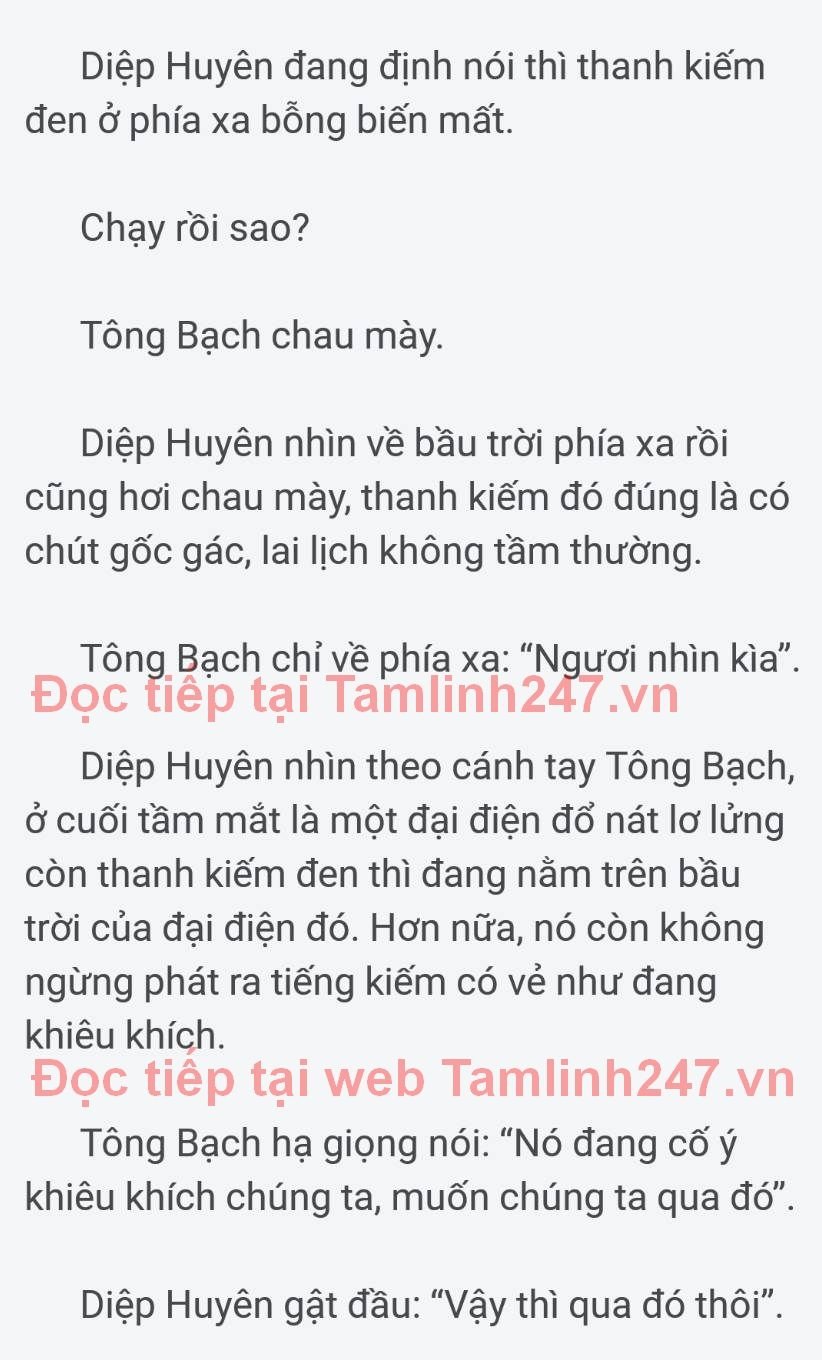 Diệp Huyên đang định nói thì thanh kiếm
đen ở phía xa bỗng biến mất.
Chạy rồi sao?
Tông Bạch chau mày.
Diệp Huyên nhìn về bầu trời phía xa rồi
cũng hơi chau mày, thanh kiếm đó đúng là có
chút gốc gác, lai lịch không tầm thường.
Tông Bạch chỉ về phía xa: “Ngươi nhìn kìa”.
Đọc tiếp tại Tamlinh247.vn
Diệp Huyên nhìn theo cánh tay Tông Bạch,
ở cuối tầm mắt là một đại điện đổ nát lơ lửng
còn thanh kiếm đen thì đang nằm trên bầu
trời của đại điện đó. Hơn nữa, nó còn không
ngừng phát ra tiếng kiếm có vẻ như đang
khiêu khích.
Đọc tiếp tại web Tamlinh247.vn
Tông Bạch hạ giọng nói: “Nó đang cố ý
khiêu khích chúng ta, muốn chúng ta qua đó”.
Diệp Huyên gật đầu: “Vậy thì qua đó thôi”.